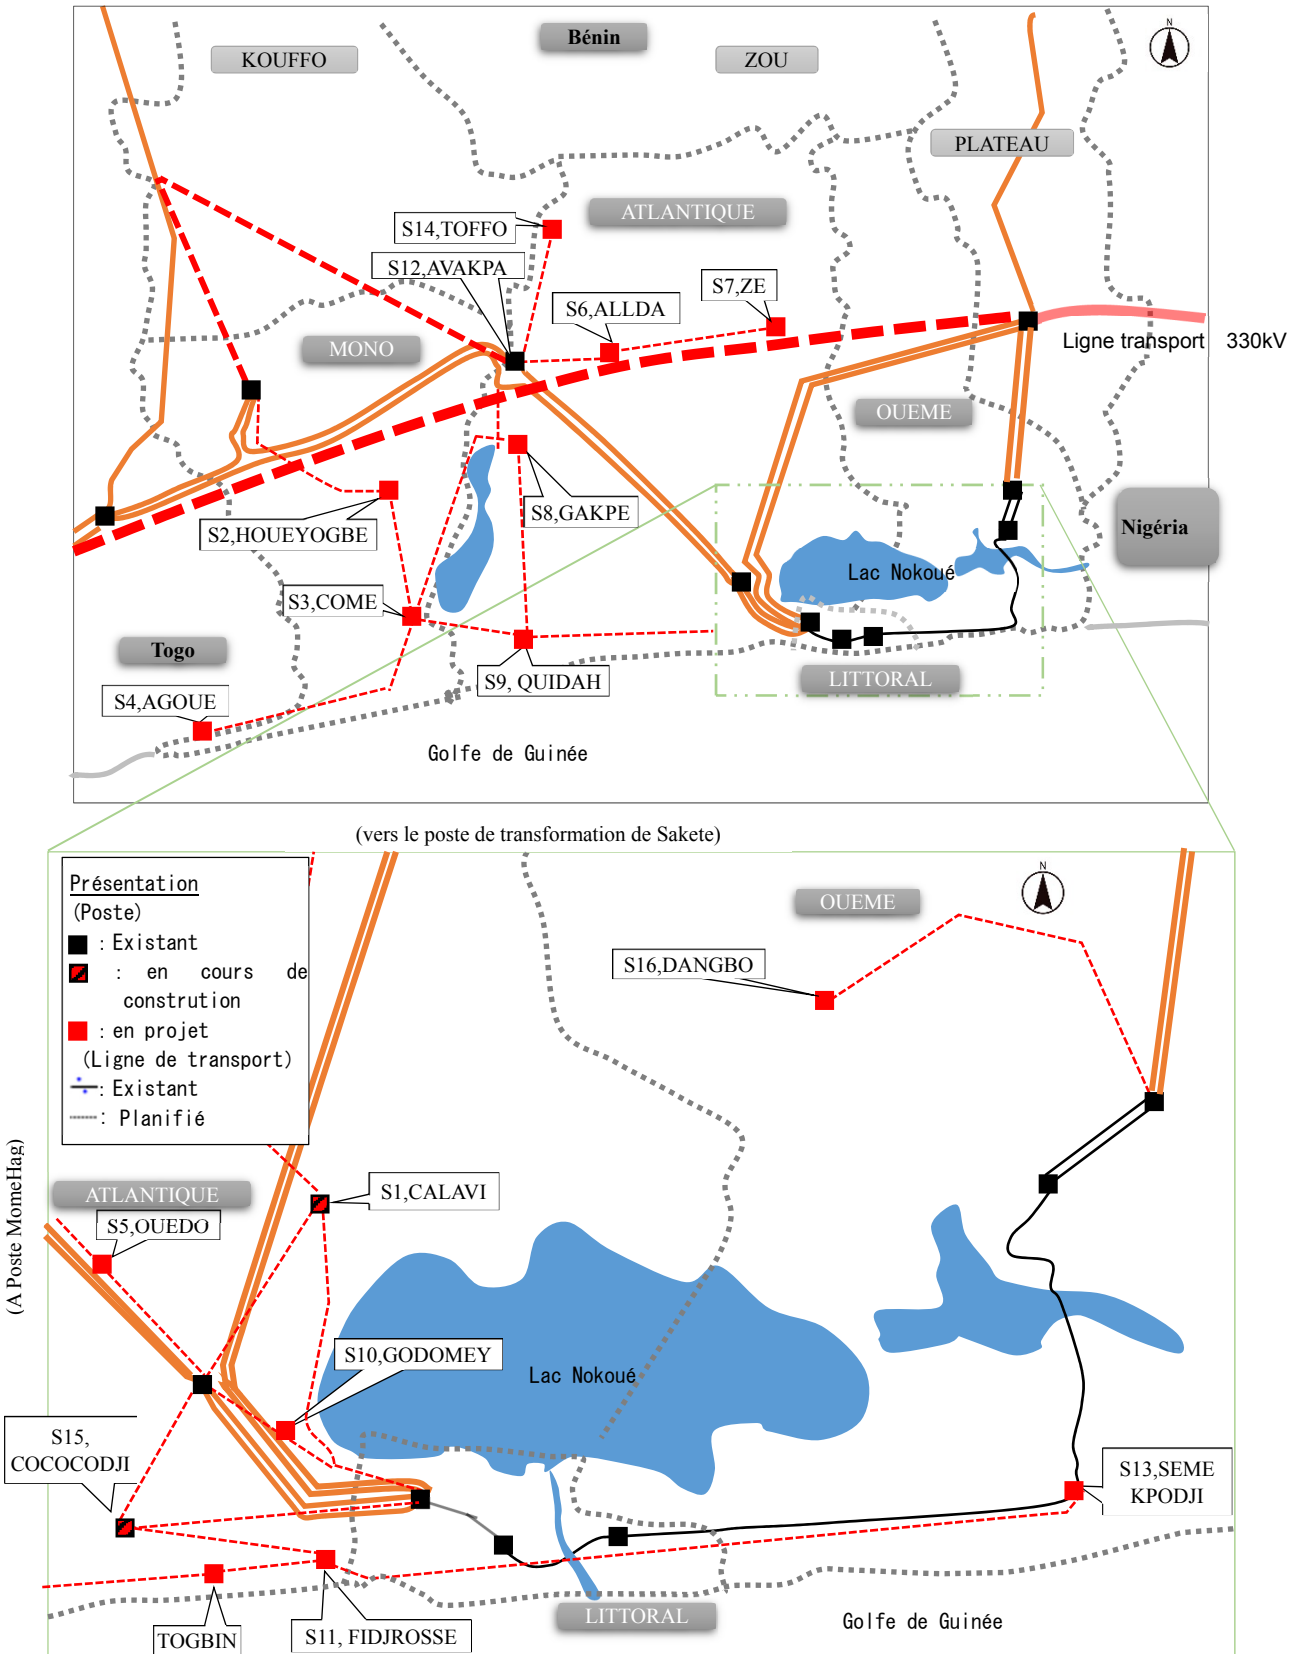 Bénin
N
KOUFFO
ZOU
PLATEAU
ATLANTIQUE
S14,TOFFO
S12,AVAKPA
S7,ZE
S6,ALLDA
MONO
Ligne transport 330kV
OUEME
S8,GAKPE
S2,HOUEYOGBE
Nigéria
Lac Nokoué
S3,COME
Togo
S9, QUIDAH
LITTORAL
S4,AGOUE
Golfe de Guinée
(vers le poste de transformation de Sakete)
Présentation
(Poste)
: Existant
: en cours de
constrution
: en projet
(Ligne de transport)
: Existant
: Planifié
N
OUEME
S16,DANGBO
(A Poste MomeHag)
ATLANTIQUE
S1,CALAVI
S5,OUEDO
S10,GODOMEY
Lac Nokoué
S15,
COCOCODJI
S13,SEME
KPODJI
LITTORAL
Golfe de Guinée
TOGBIN
S11, FIDJROSSE